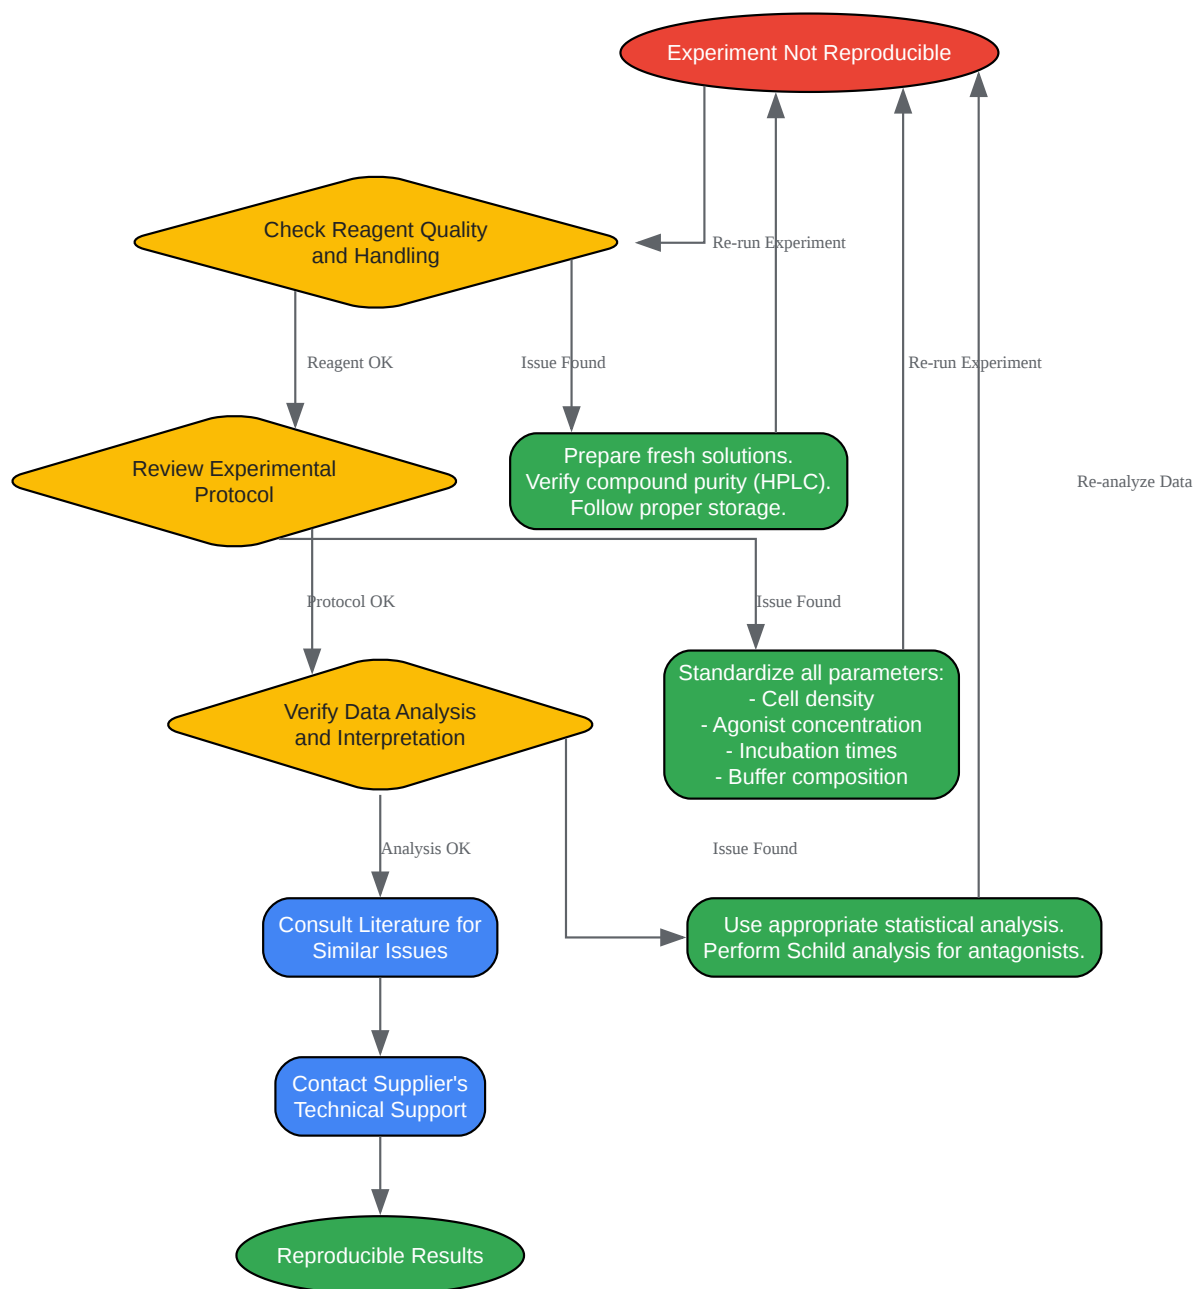 Experiment Not Reproducible
Check Reagent Quality
and Handling
Re-run Experiment
Reagent OK
Issue Found
Re-run Experiment
Review Experimental
Protocol
Prepare fresh solutions.
Verify compound purity (HPLC).
Follow proper storage.
Re-analyze Data
Protocol OK
Issue Found
Verify Data Analysis
and Interpretation
Standardize all parameters:
- Cell density
- Agonist concentration
- Incubation times
- Buffer composition
Analysis OK
Issue Found
Consult Literature for
Similar Issues
Use appropriate statistical analysis.
Perform Schild analysis for antagonists.
Contact Supplier's
Technical Support
Reproducible Results